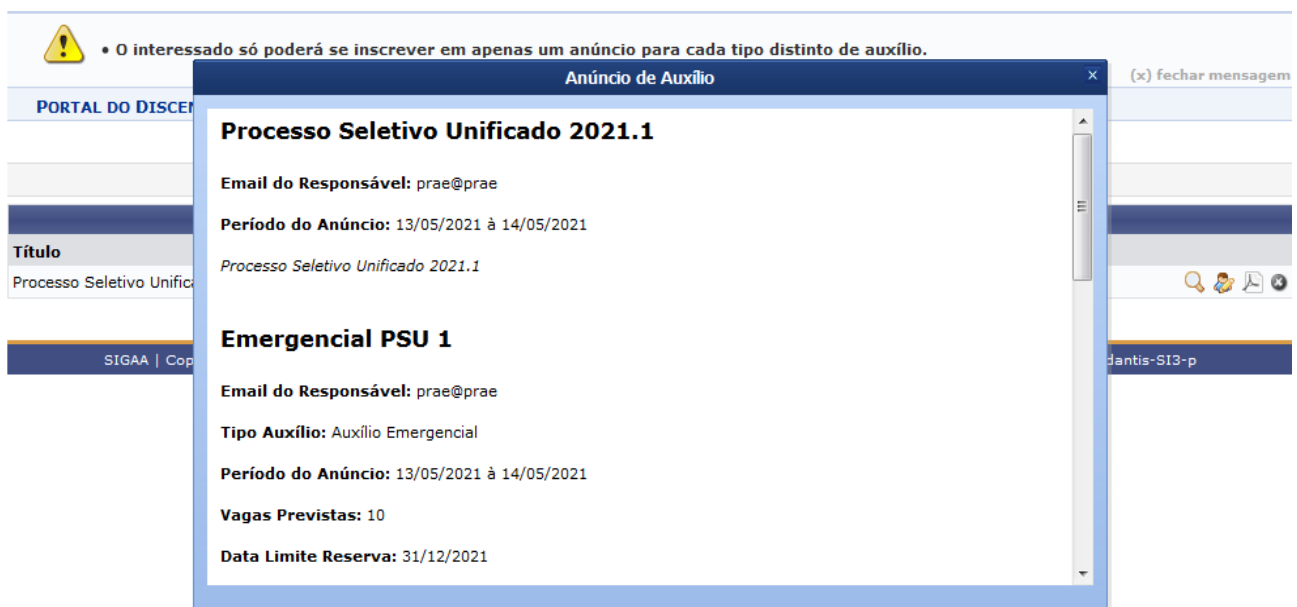 • O interessado só poderá se inscrever em apenas um anúncio para cada tipo distinto de auxílio.
Anúncio de Auxílio
(x) fechar mensagem
PORTAL DO DISCEN
Processo Seletivo Unificado 2021.1
Email do Responsável: prae@prae
Período do Anúncio: 13/05/2021 à 14/05/2021
Título
Processo Seletivo Unificado 2021.1
Processo Seletivo Unifica
Emergencial PSU 1
SIGAA | Cop
dantis-SI3-p
Email do Responsável: prae@prae
Tipo Auxílio: Auxílio Emergencial
Período do Anúncio: 13/05/2021 à 14/05/2021
Vagas Previstas: 10
Data Limite Reserva: 31/12/2021